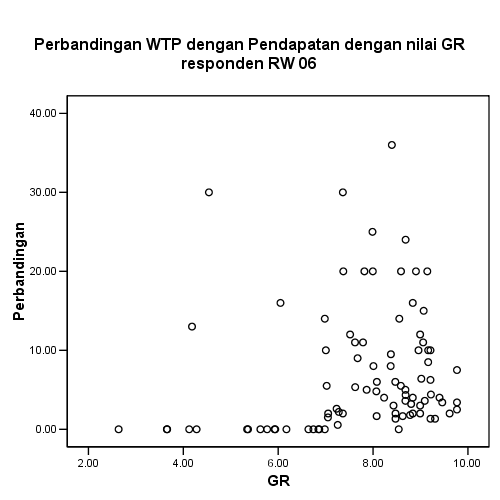 Perbandingan WTP dengan Pendapatan dengan nilai GR
responden RW 06
40.00
30.00
20.00
10.00
0.00
Perbandingan
2.00 4.00 6.00 8.00 10.00
GR